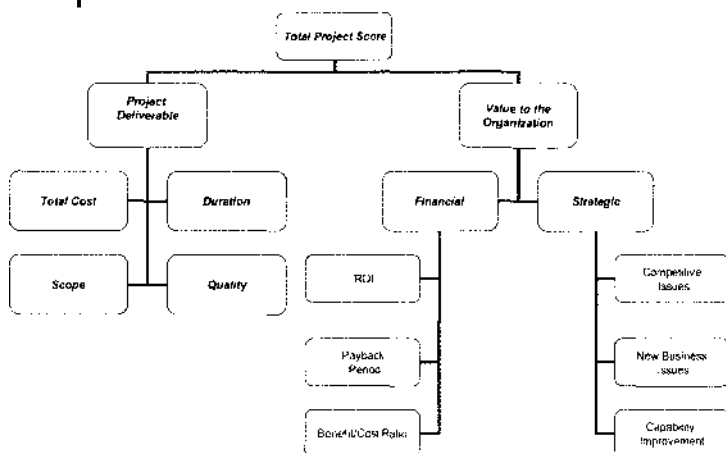 Total Project Score
Project
Deliverable
Value to the
Organization
Total Cost
Duration
Financial
Strategic
Scope
Quality
ROI
Competitive
Issues
Payback
Period
New Business
Issues
Benefit/Cost Ratio
Capability
Improvement